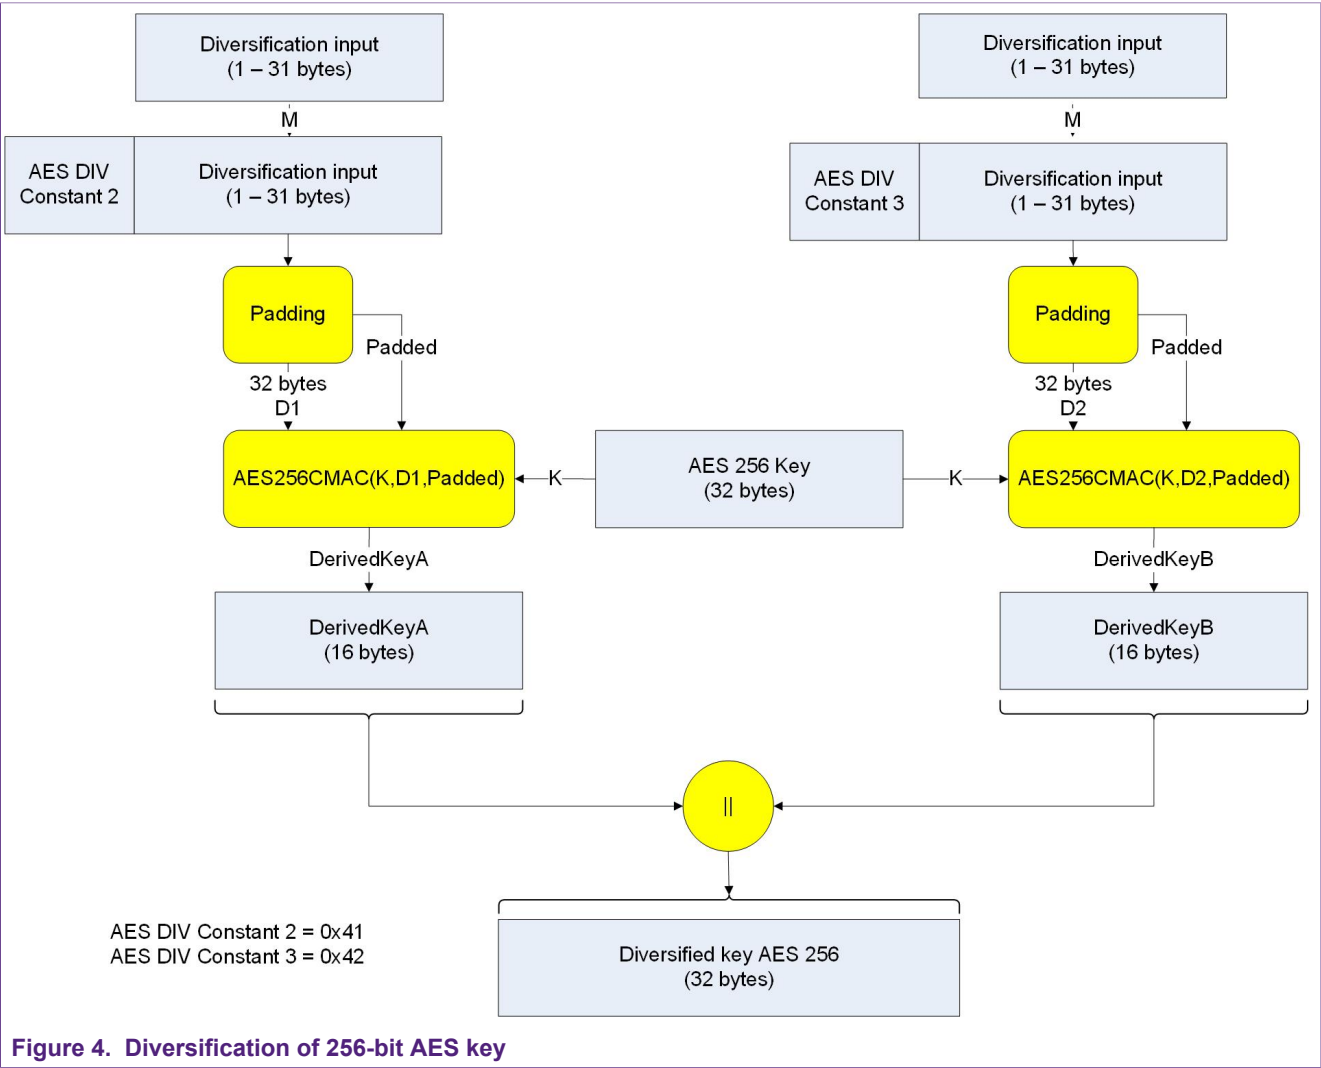 Diversification input
(1 – 31 bytes)
Diversification input
(1 – 31 bytes)
M
M
AES DIV
Constant 2
Diversification input
(1 – 31 bytes)
AES DIV
Constant 3
Diversification input
(1 – 31 bytes)
Padding
Padded
32 bytes
D1
Padding
Padded
32 bytes
D2
AES256CMAC(K,D1,Padded)
K
AES 256 Key
(32 bytes)
K
AES256CMAC(K,D2,Padded)
DerivedKeyA
DerivedKeyB
DerivedKeyA
(16 bytes)
DerivedKeyB
(16 bytes)
||
AES DIV Constant 2 = 0x41
AES DIV Constant 3 = 0x42
Diversified key AES 256
(32 bytes)
Figure 4. Diversification of 256-bit AES key